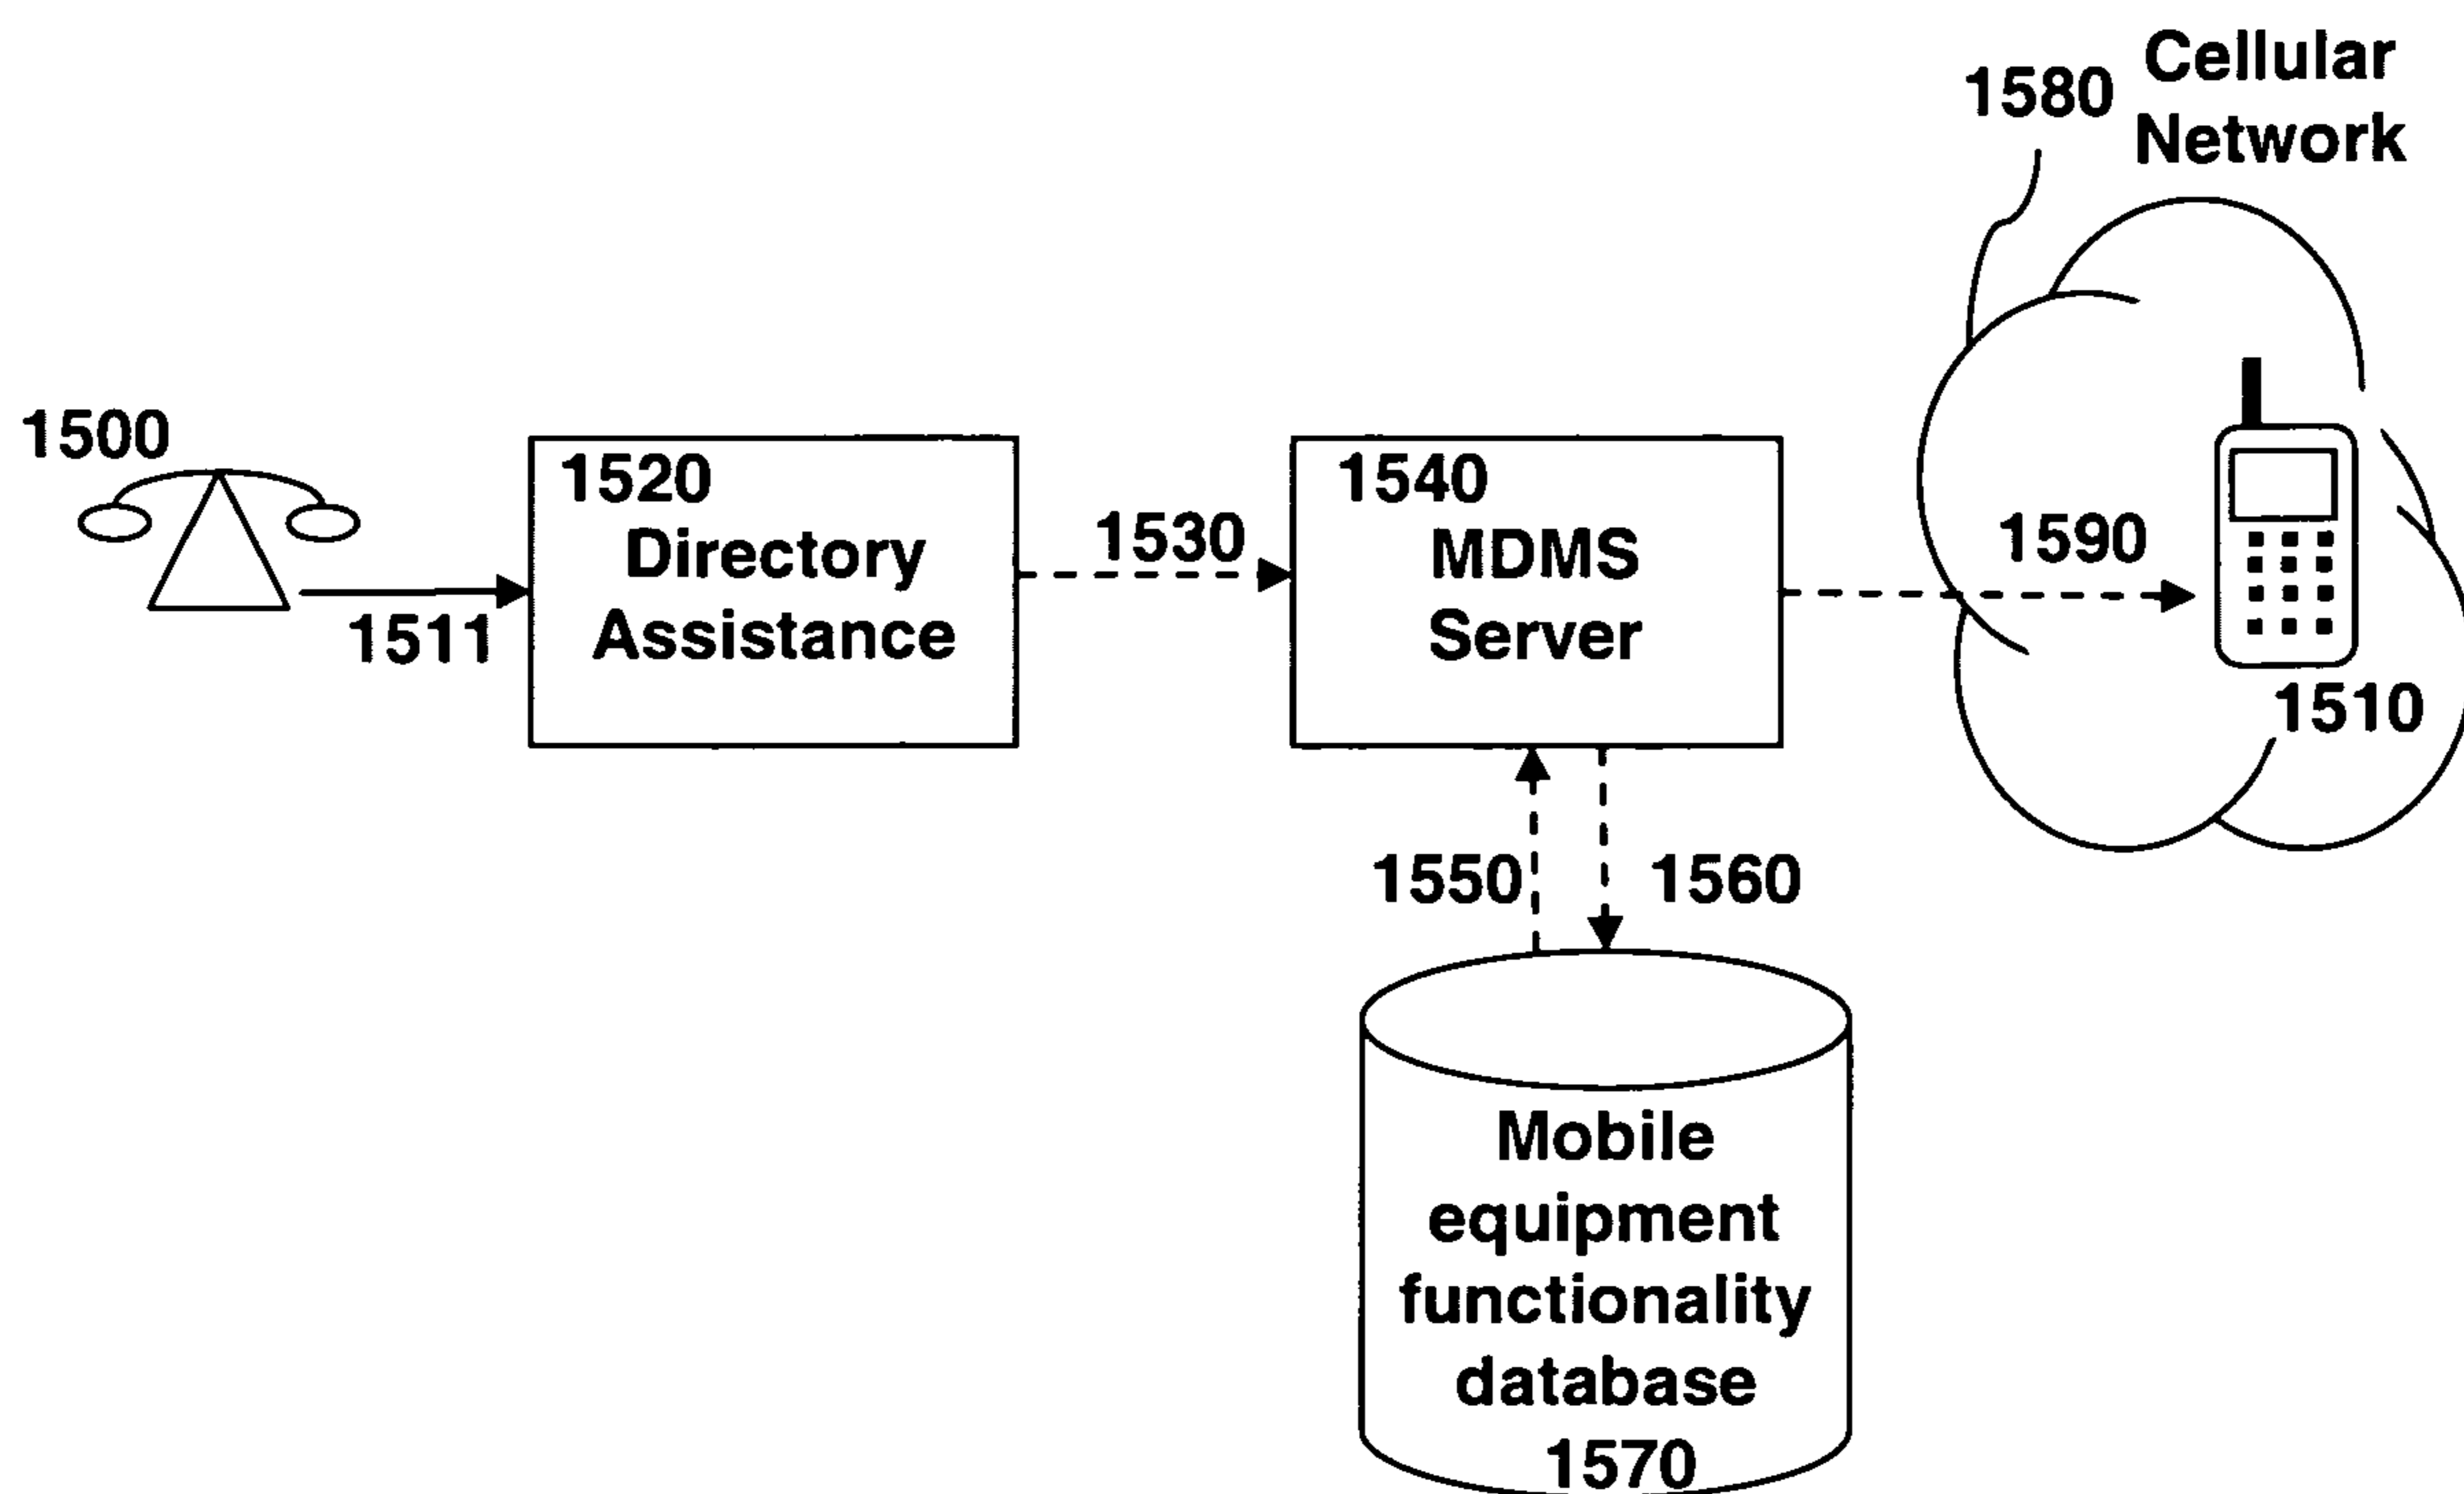 1580
Cellular
Network
1500
1511
1520
Directory
Assistance
1530
1540
MDMS
Server
1590
1510
1550
1560
Mobile
equipment
functionality
database
1570